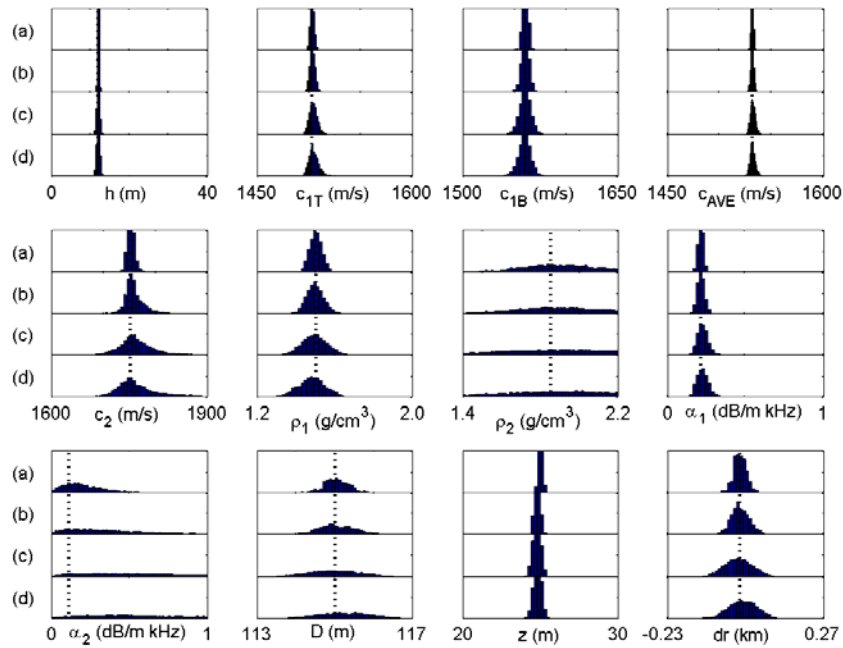 (a)
(b)
(c)
(d)
0 h (m) 40
1450 c1T (m/s) 1600
1500 c1B (m/s) 1650
1450 cAVE (m/s) 1600
(a)
(b)
(c)
(d)
1600 c2 (m/s) 1900
1.2 ρ1 (g/cm³) 2.0
1.4 ρ2 (g/cm³) 2.2
0 α1 (dB/m kHz) 1
(a)
(b)
(c)
(d)
0 α2 (dB/m kHz) 1
113 D (m) 117
20 z (m) 30
-0.23 dr (km) 0.27